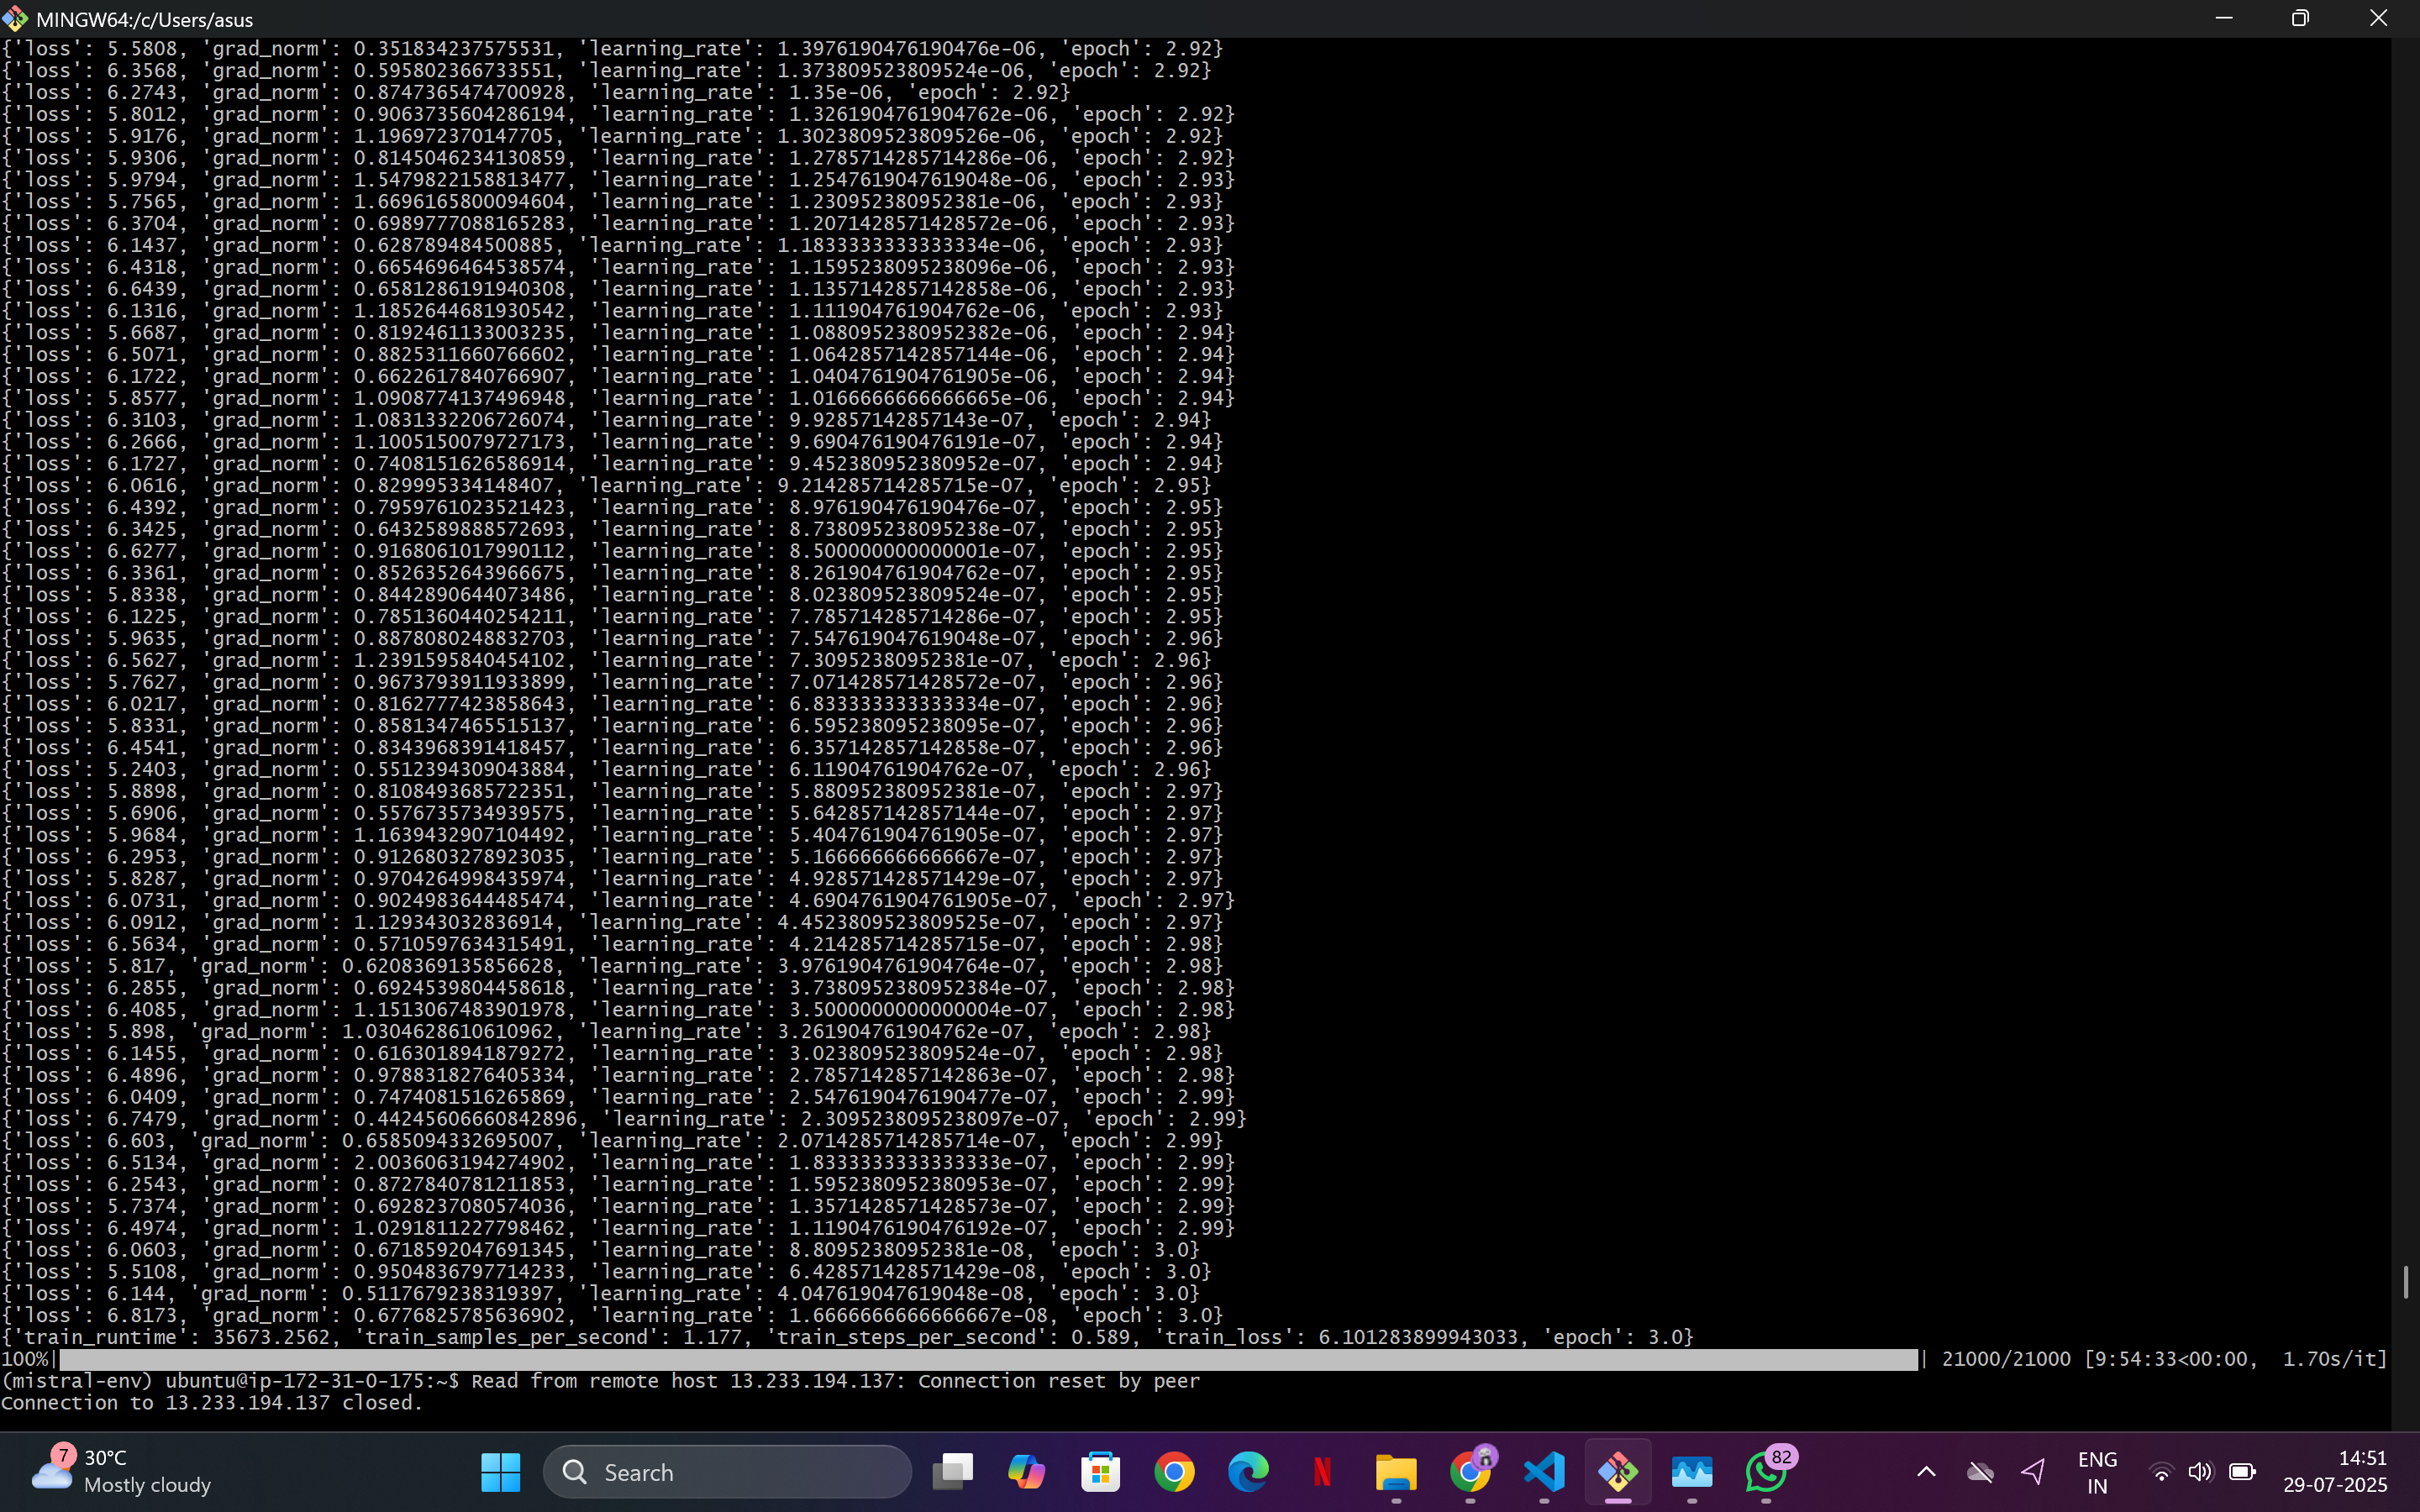 MINGW64:/c/Users/asus
{'loss': 5.5808, 'grad_norm': 0.351834237575531, 'learning_rate': 1.3976190476190476e-06, 'epoch': 2.92}
{'loss': 6.3568, 'grad_norm': 0.595802366733551, 'learning_rate': 1.373809523809524e-06, 'epoch': 2.92}
{'loss': 6.2743, 'grad_norm': 0.8747365474700928, 'learning_rate': 1.35e-06, 'epoch': 2.92}
{'loss': 5.8012, 'grad_norm': 0.9063735604286194, 'learning_rate': 1.3261904761904762e-06, 'epoch': 2.92}
{'loss': 5.9176, 'grad_norm': 1.196972370147705, 'learning_rate': 1.3023809523809526e-06, 'epoch': 2.92}
{'loss': 5.9306, 'grad_norm': 0.8145046234130859, 'learning_rate': 1.2785714285714286e-06, 'epoch': 2.92}
{'loss': 5.9794, 'grad_norm': 1.5479822158813477, 'learning_rate': 1.2547619047619048e-06, 'epoch': 2.93}
{'loss': 5.7565, 'grad_norm': 1.6696165800094604, 'learning_rate': 1.230952380952381e-06, 'epoch': 2.93}
{'loss': 6.3704, 'grad_norm': 0.6989777088165283, 'learning_rate': 1.2071428571428572e-06, 'epoch': 2.93}
{'loss': 6.1437, 'grad_norm': 0.628789484500885, 'learning_rate': 1.1833333333333334e-06, 'epoch': 2.93}
{'loss': 6.4318, 'grad_norm': 0.6654696464538574, 'learning_rate': 1.1595238095238096e-06, 'epoch': 2.93}
{'loss': 6.6439, 'grad_norm': 0.6581286191940308, 'learning_rate': 1.1357142857142858e-06, 'epoch': 2.93}
{'loss': 6.1316, 'grad_norm': 1.1852644681930542, 'learning_rate': 1.111904761904762e-06, 'epoch': 2.93}
{'loss': 5.6687, 'grad_norm': 0.8192461133003235, 'learning_rate': 1.0880952380952382e-06, 'epoch': 2.94}
{'loss': 6.5071, 'grad_norm': 0.8825311660766602, 'learning_rate': 1.0642857142857144e-06, 'epoch': 2.94}
{'loss': 6.1722, 'grad_norm': 0.6622617840766907, 'learning_rate': 1.0404761904761905e-06, 'epoch': 2.94}
{'loss': 5.8577, 'grad_norm': 1.0908774137496948, 'learning_rate': 1.0166666666666665e-06, 'epoch': 2.94}
{'loss': 6.3103, 'grad_norm': 1.0831332206726074, 'learning_rate': 9.92857142857143e-07, 'epoch': 2.94}
{'loss': 6.2666, 'grad_norm': 1.1005150079727173, 'learning_rate': 9.690476190476191e-07, 'epoch': 2.94}
{'loss': 6.1727, 'grad_norm': 0.7408151626586914, 'learning_rate': 9.452380952380952e-07, 'epoch': 2.94}
{'loss': 6.0616, 'grad_norm': 0.829995334148407, 'learning_rate': 9.214285714285715e-07, 'epoch': 2.95}
{'loss': 6.4392, 'grad_norm': 0.7959761023521423, 'learning_rate': 8.976190476190476e-07, 'epoch': 2.95}
{'loss': 6.3425, 'grad_norm': 0.6432589888572693, 'learning_rate': 8.738095238095238e-07, 'epoch': 2.95}
{'loss': 6.6277, 'grad_norm': 0.9168061017990112, 'learning_rate': 8.500000000000001e-07, 'epoch': 2.95}
{'loss': 6.3361, 'grad_norm': 0.8526352643966675, 'learning_rate': 8.261904761904762e-07, 'epoch': 2.95}
{'loss': 5.8338, 'grad_norm': 0.8442890644073486, 'learning_rate': 8.023809523809524e-07, 'epoch': 2.95}
{'loss': 6.1225, 'grad_norm': 0.7851360440254211, 'learning_rate': 7.785714285714286e-07, 'epoch': 2.95}
{'loss': 5.9635, 'grad_norm': 0.8878080248832703, 'learning_rate': 7.547619047619048e-07, 'epoch': 2.96}
{'loss': 6.5627, 'grad_norm': 1.2391595840454102, 'learning_rate': 7.30952380952381e-07, 'epoch': 2.96}
{'loss': 5.7627, 'grad_norm': 0.9673793911933899, 'learning_rate': 7.071428571428572e-07, 'epoch': 2.96}
{'loss': 6.0217, 'grad_norm': 0.8162777423858643, 'learning_rate': 6.833333333333334e-07, 'epoch': 2.96}
{'loss': 5.8331, 'grad_norm': 0.8581347465515137, 'learning_rate': 6.595238095238095e-07, 'epoch': 2.96}
{'loss': 6.4541, 'grad_norm': 0.8343968391418457, 'learning_rate': 6.357142857142858e-07, 'epoch': 2.96}
{'loss': 5.2403, 'grad_norm': 0.5512394309043884, 'learning_rate': 6.11904761904762e-07, 'epoch': 2.96}
{'loss': 5.8898, 'grad_norm': 0.8108493685722351, 'learning_rate': 5.880952380952381e-07, 'epoch': 2.97}
{'loss': 5.6906, 'grad_norm': 0.5576735734939575, 'learning_rate': 5.642857142857144e-07, 'epoch': 2.97}
{'loss': 5.9684, 'grad_norm': 1.1639432907104492, 'learning_rate': 5.404761904761905e-07, 'epoch': 2.97}
{'loss': 6.2953, 'grad_norm': 0.9126803278923035, 'learning_rate': 5.166666666666667e-07, 'epoch': 2.97}
{'loss': 5.8287, 'grad_norm': 0.9704264998435974, 'learning_rate': 4.928571428571429e-07, 'epoch': 2.97}
{'loss': 6.0731, 'grad_norm': 0.9024983644485474, 'learning_rate': 4.6904761904761905e-07, 'epoch': 2.97}
{'loss': 6.0912, 'grad_norm': 1.129343032836914, 'learning_rate': 4.4523809523809525e-07, 'epoch': 2.97}
{'loss': 6.5634, 'grad_norm': 0.5710597634315491, 'learning_rate': 4.214285714285715e-07, 'epoch': 2.98}
{'loss': 5.817, 'grad_norm': 0.6208369135856628, 'learning_rate': 3.9761904761904764e-07, 'epoch': 2.98}
{'loss': 6.2855, 'grad_norm': 0.6924539804458618, 'learning_rate': 3.7380952380952384e-07, 'epoch': 2.98}
{'loss': 6.4085, 'grad_norm': 1.1513067483901978, 'learning_rate': 3.5000000000000004e-07, 'epoch': 2.98}
{'loss': 5.898, 'grad_norm': 1.0304628610610962, 'learning_rate': 3.261904761904762e-07, 'epoch': 2.98}
{'loss': 6.1455, 'grad_norm': 0.6163018941879272, 'learning_rate': 3.023809523809524e-07, 'epoch': 2.98}
{'loss': 6.4896, 'grad_norm': 0.9788318276405334, 'learning_rate': 2.7857142857142863e-07, 'epoch': 2.98}
{'loss': 6.0409, 'grad_norm': 0.7474081516265869, 'learning_rate': 2.5476190476190477e-07, 'epoch': 2.99}
{'loss': 6.7479, 'grad_norm': 0.44245606660842896, 'learning_rate': 2.3095238095238097e-07, 'epoch': 2.99}
{'loss': 6.603, 'grad_norm': 0.6585094332695007, 'learning_rate': 2.0714285714285714e-07, 'epoch': 2.99}
{'loss': 6.5134, 'grad_norm': 2.0036063194274902, 'learning_rate': 1.8333333333333333e-07, 'epoch': 2.99}
{'loss': 6.2543, 'grad_norm': 0.8727840781211853, 'learning_rate': 1.5952380952380953e-07, 'epoch': 2.99}
{'loss': 5.7374, 'grad_norm': 0.6928237080574036, 'learning_rate': 1.3571428571428573e-07, 'epoch': 2.99}
{'loss': 6.4974, 'grad_norm': 1.0291811227798462, 'learning_rate': 1.1190476190476192e-07, 'epoch': 2.99}
{'loss': 6.0603, 'grad_norm': 0.6718592047691345, 'learning_rate': 8.80952380952381e-08, 'epoch': 3.0}
{'loss': 5.5108, 'grad_norm': 0.9504836797714233, 'learning_rate': 6.428571428571429e-08, 'epoch': 3.0}
{'loss': 6.144, 'grad_norm': 0.5117679238319397, 'learning_rate': 4.047619047619048e-08, 'epoch': 3.0}
{'loss': 6.8173, 'grad_norm': 0.6776825785636902, 'learning_rate': 1.6666666666666667e-08, 'epoch': 3.0}
{'train_runtime': 35673.2562, 'train_samples_per_second': 1.177, 'train_steps_per_second': 0.589, 'train_loss': 6.101283899943033, 'epoch': 3.0}
100%| | 21000/21000 [9:54:33<00:00, 1.70s/it]
(mistral-env) ubuntu@ip-172-31-0-175:~$ Read from remote host 13.233.194.137: Connection reset by peer
Connection to 13.233.194.137 closed.
7
30°C
Mostly cloudy
Search
N
82
ENG
IN
14:51
29-07-2025